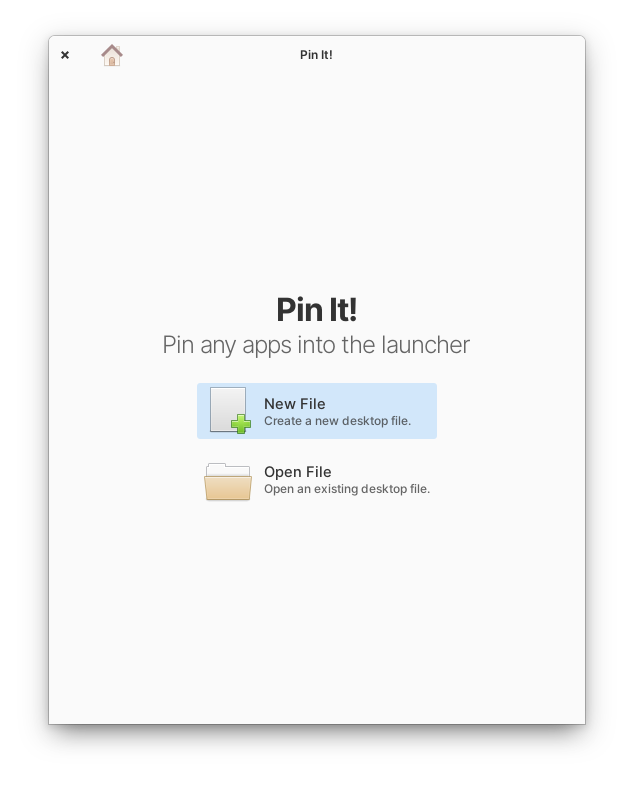 Pin It!
Pin It!
Pin any apps into the launcher
New File
Create a new desktop file.
Open File
Open an existing desktop file.